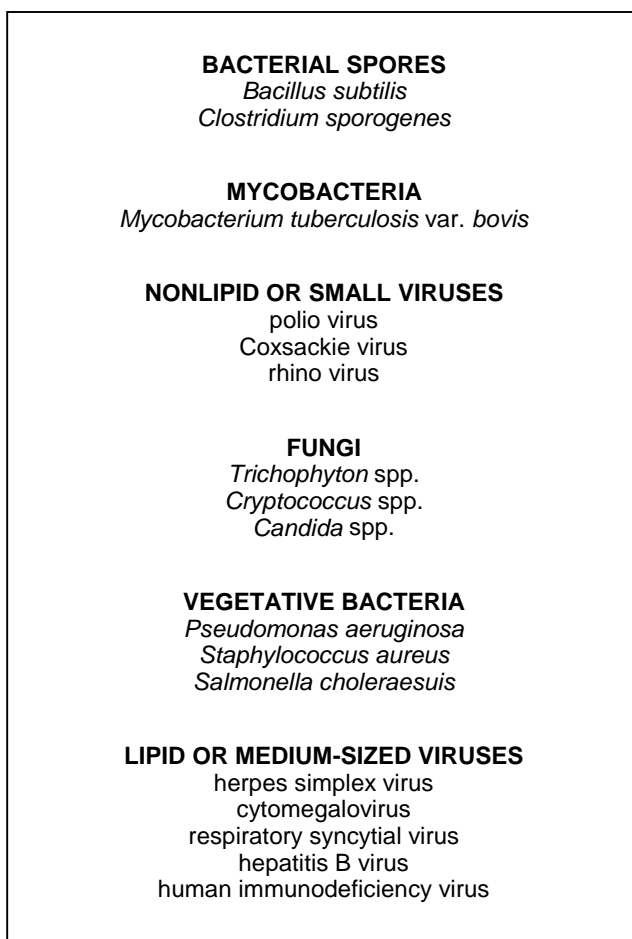 BACTERIAL SPORES
Bacillus subtilis
Clostridium sporogenes
MYCOBACTERIA
Mycobacterium tuberculosis var. bovis
NONLIPID OR SMALL VIRUSES
polio virus
Coxsackie virus
rhino virus
FUNGI
Trichophyton spp.
Cryptococcus spp.
Candida spp.
VEGETATIVE BACTERIA
Pseudomonas aeruginosa
Staphylococcus aureus
Salmonella choleraesuis
LIPID OR MEDIUM-SIZED VIRUSES
herpes simplex virus
cytomegalovirus
respiratory syncytial virus
hepatitis B virus
human immunodeficiency virus